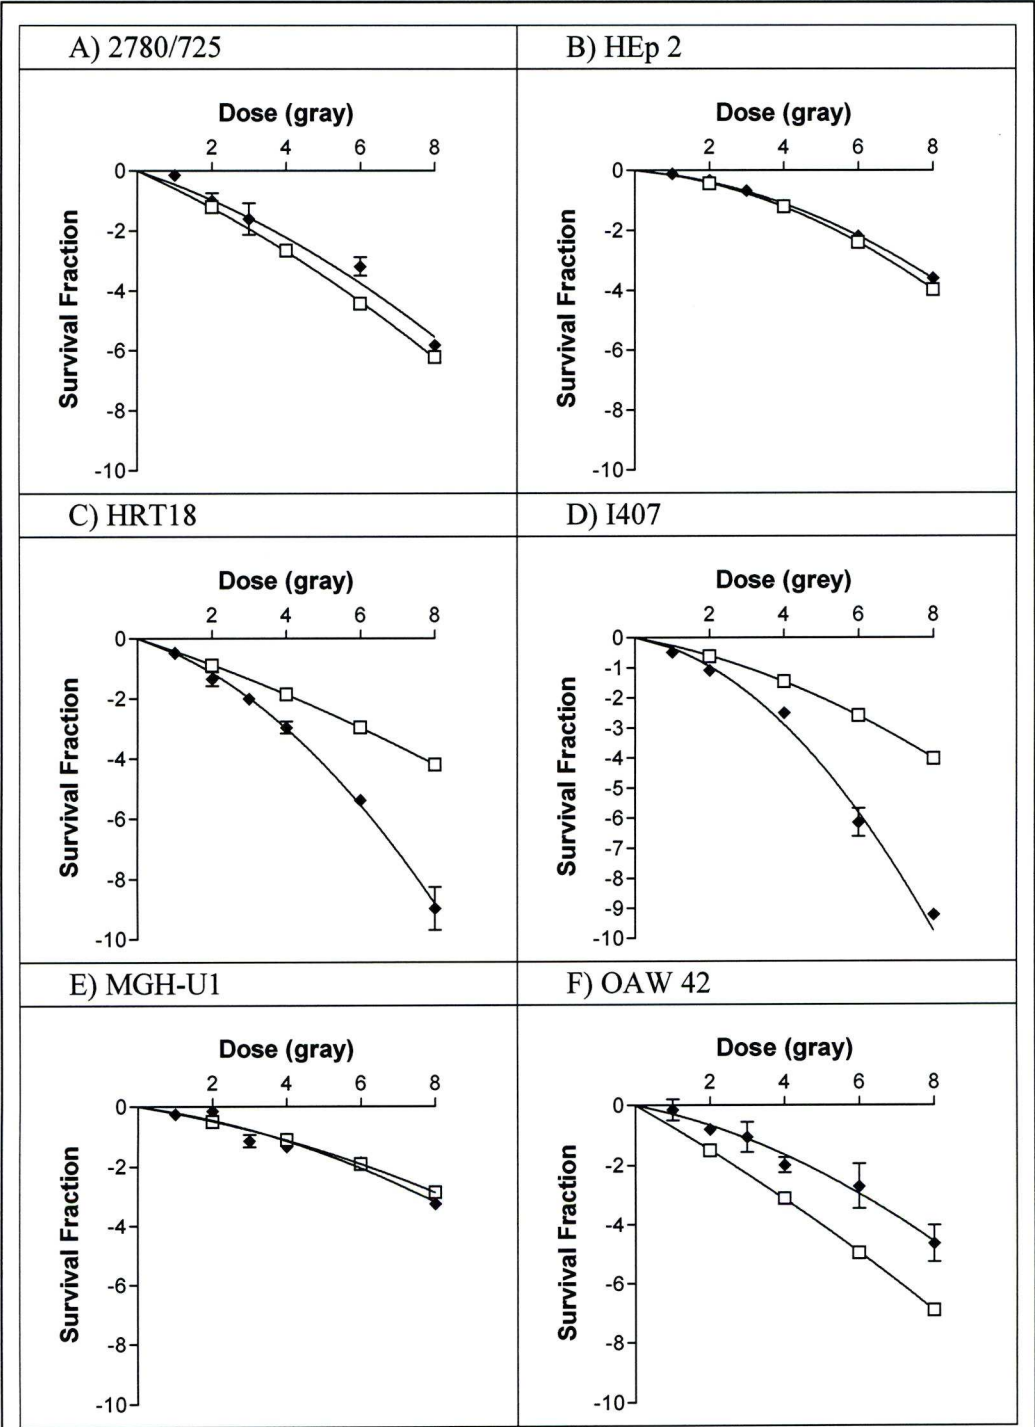 A) 2780/725
B) HEp 2
Dose (gray)
2 4 6 8
0
-2
-4
-6
-8
-10
Survival Fraction
Dose (gray)
2 4 6 8
0
-2
-4
-6
-8
-10
Survival Fraction
C) HRT18
D) I407
Dose (gray)
2 4 6 8
0
-2
-4
-6
-8
-10
Survival Fraction
Dose (grey)
2 4 6 8
0
-1
-2
-3
-4
-5
-6
-7
-8
-9
-10
Survival Fraction
E) MGH-U1
F) OAW 42
Dose (gray)
2 4 6 8
0
-2
-4
-6
-8
-10
Survival Fraction
Dose (gray)
2 4 6 8
0
-2
-4
-6
-8
-10
Survival Fraction